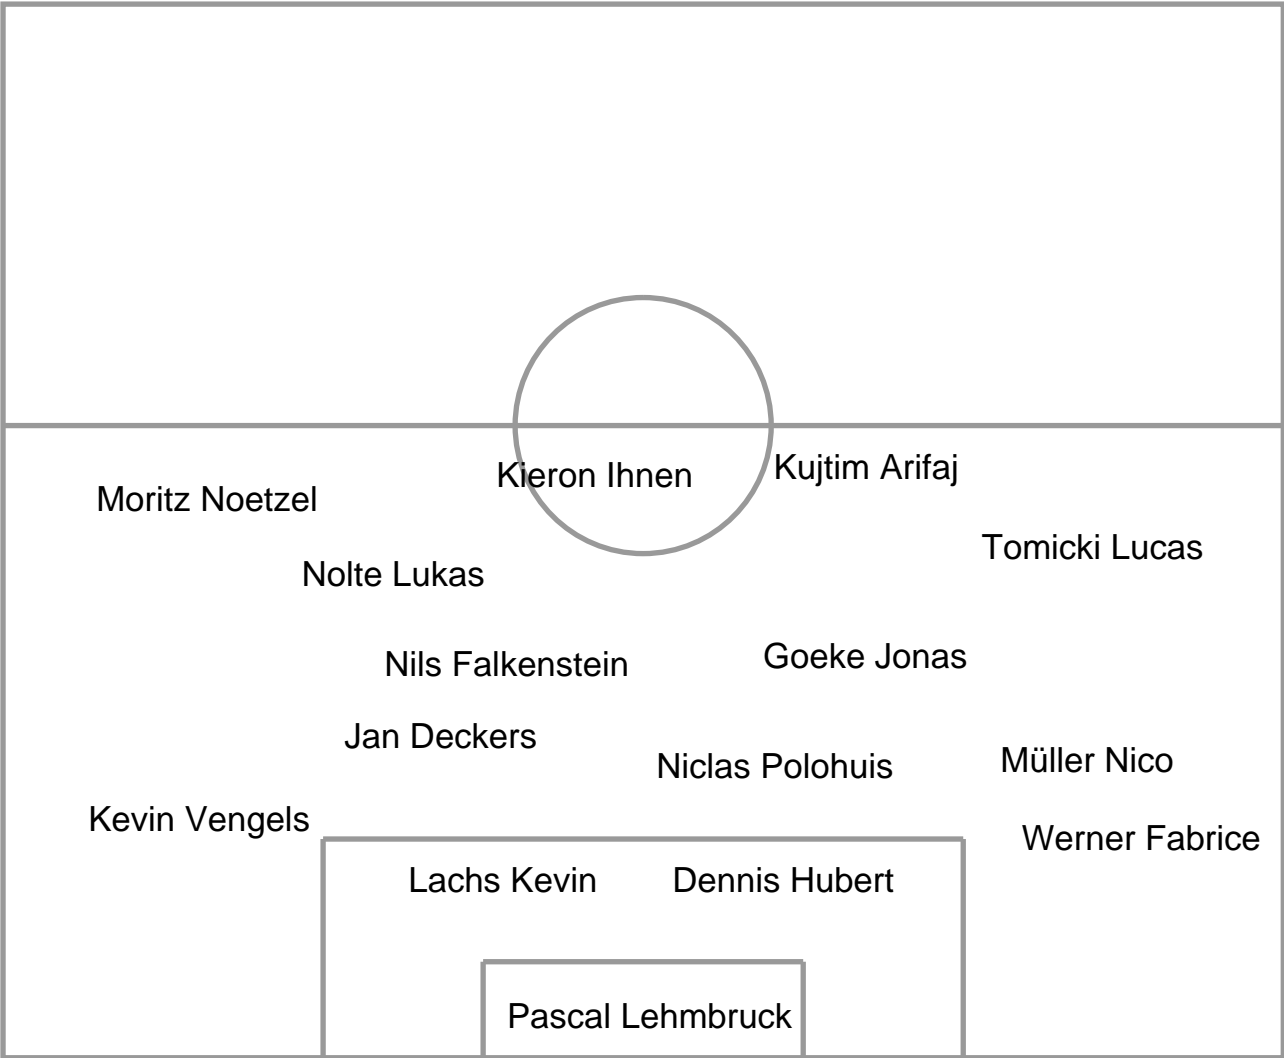 Kujtim Arifaj
Kieron Ihnen
Moritz Noetzel
Tomicki Lucas
Nolte Lukas
Goeke Jonas
Nils Falkenstein
Jan Deckers
Müller Nico
Niclas Polohuis
Kevin Vengels
Werner Fabrice
Lachs Kevin
Dennis Hubert
Pascal Lehmbruck